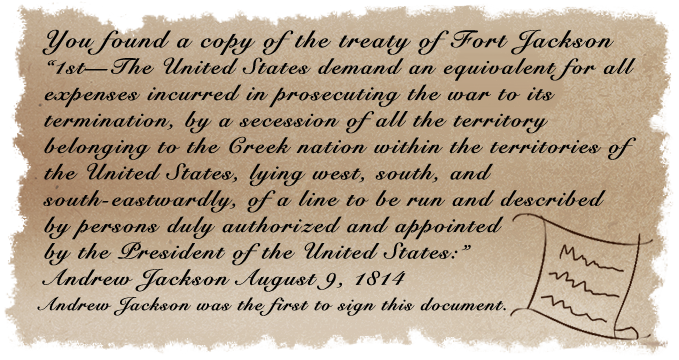 You found a copy of the treaty of Fort Jackson
“1st—The United States demand an equivalent for all
expenses incurred in prosecuting the war to its
termination, by a secession of all the territory
belonging to the Creek nation within the territories of
the United States, lying west, south, and
south-eastwardly, of a line to be run and described
by persons duly authorized and appointed
by the President of the United States:”
Andrew Jackson August 9, 1814
Andrew Jackson was the first to sign this document.